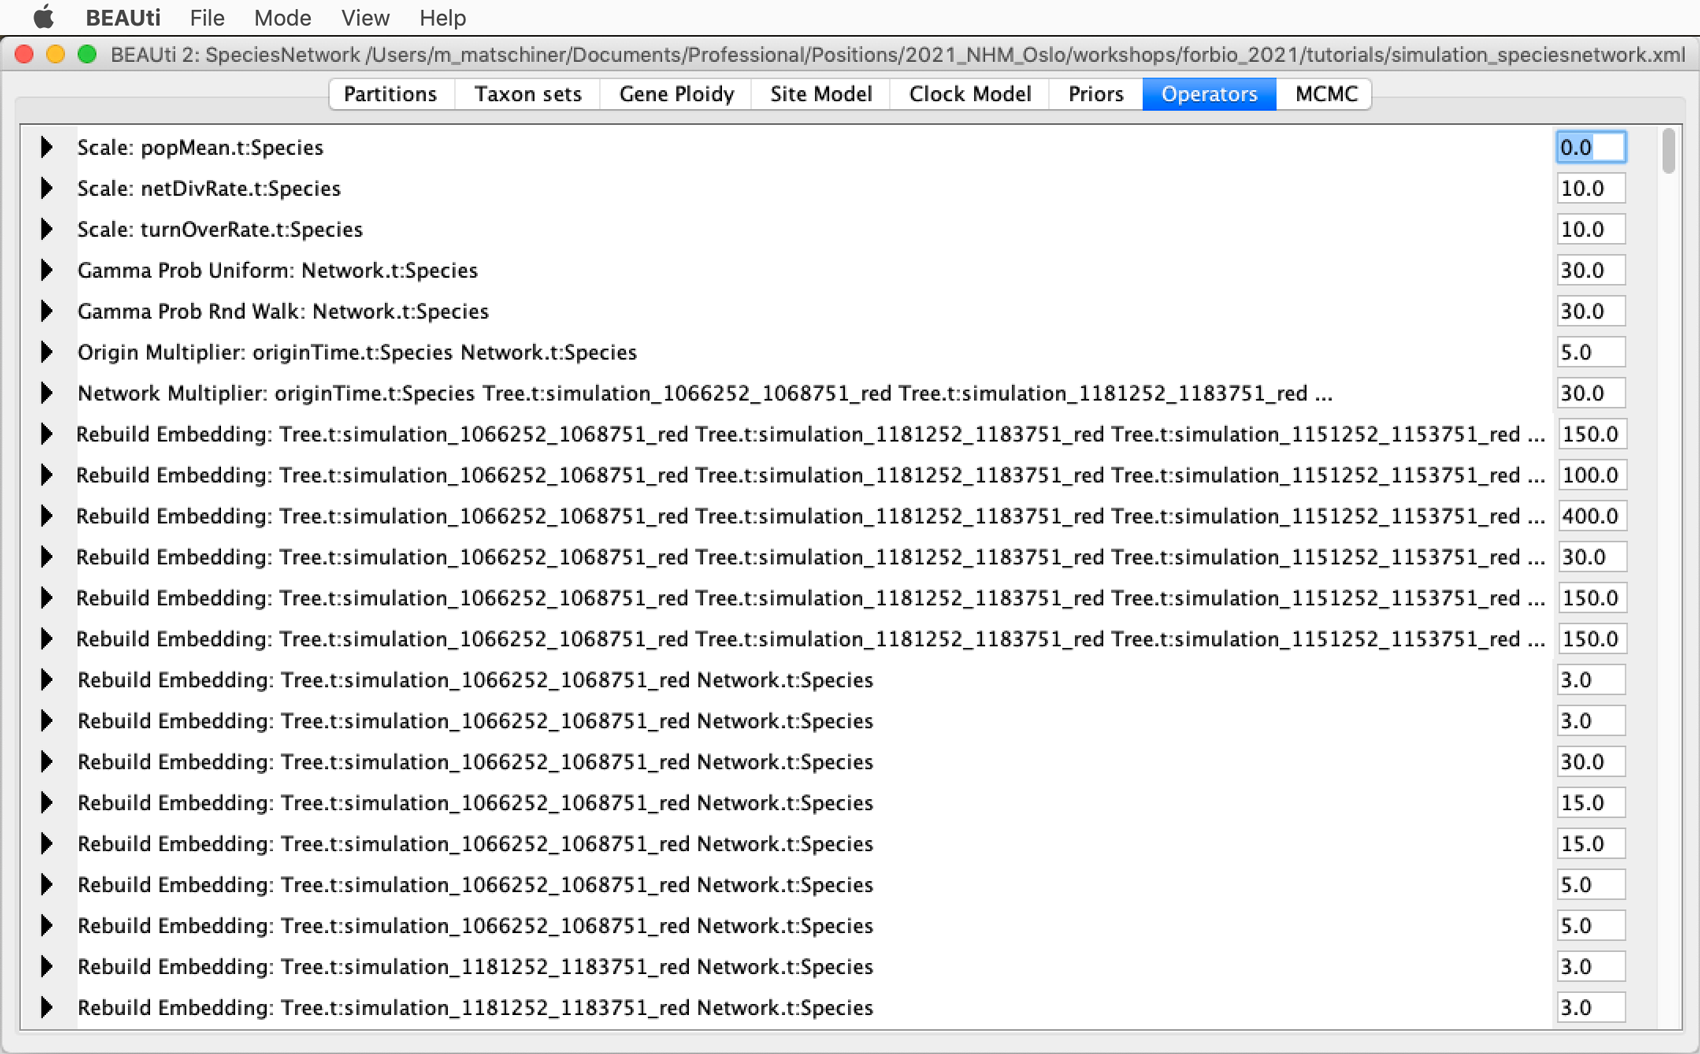 BEAUti File Mode View Help
BEAUti 2: SpeciesNetwork /Users/m_matschiner/Documents/Professional/Positions/2021_NHM_Oslo/workshops/forbio_2021/tutorials/simulation_speciesnetwork.xml
Partitions Taxon sets Gene Ploidy Site Model Clock Model Priors Operators MCMC
Scale: popMean.t:Species 0.0
Scale: netDivRate.t:Species 10.0
Scale: turnOverRate.t:Species 10.0
Gamma Prob Uniform: Network.t:Species 30.0
Gamma Prob Rnd Walk: Network.t:Species 30.0
Origin Multiplier: originTime.t:Species Network.t:Species 5.0
Network Multiplier: originTime.t:Species Tree.t:simulation_1066252_1068751_red Tree.t:simulation_1181252_1183751_red ... 30.0
Rebuild Embedding: Tree.t:simulation_1066252_1068751_red Tree.t:simulation_1181252_1183751_red Tree.t:simulation_1151252_1153751_red ... 150.0
Rebuild Embedding: Tree.t:simulation_1066252_1068751_red Tree.t:simulation_1181252_1183751_red Tree.t:simulation_1151252_1153751_red ... 100.0
Rebuild Embedding: Tree.t:simulation_1066252_1068751_red Tree.t:simulation_1181252_1183751_red Tree.t:simulation_1151252_1153751_red ... 400.0
Rebuild Embedding: Tree.t:simulation_1066252_1068751_red Tree.t:simulation_1181252_1183751_red Tree.t:simulation_1151252_1153751_red ... 30.0
Rebuild Embedding: Tree.t:simulation_1066252_1068751_red Tree.t:simulation_1181252_1183751_red Tree.t:simulation_1151252_1153751_red ... 150.0
Rebuild Embedding: Tree.t:simulation_1066252_1068751_red Tree.t:simulation_1181252_1183751_red Tree.t:simulation_1151252_1153751_red ... 150.0
Rebuild Embedding: Tree.t:simulation_1066252_1068751_red Network.t:Species 3.0
Rebuild Embedding: Tree.t:simulation_1066252_1068751_red Network.t:Species 3.0
Rebuild Embedding: Tree.t:simulation_1066252_1068751_red Network.t:Species 30.0
Rebuild Embedding: Tree.t:simulation_1066252_1068751_red Network.t:Species 15.0
Rebuild Embedding: Tree.t:simulation_1066252_1068751_red Network.t:Species 15.0
Rebuild Embedding: Tree.t:simulation_1066252_1068751_red Network.t:Species 5.0
Rebuild Embedding: Tree.t:simulation_1066252_1068751_red Network.t:Species 5.0
Rebuild Embedding: Tree.t:simulation_1181252_1183751_red Network.t:Species 3.0
Rebuild Embedding: Tree.t:simulation_1181252_1183751_red Network.t:Species 3.0